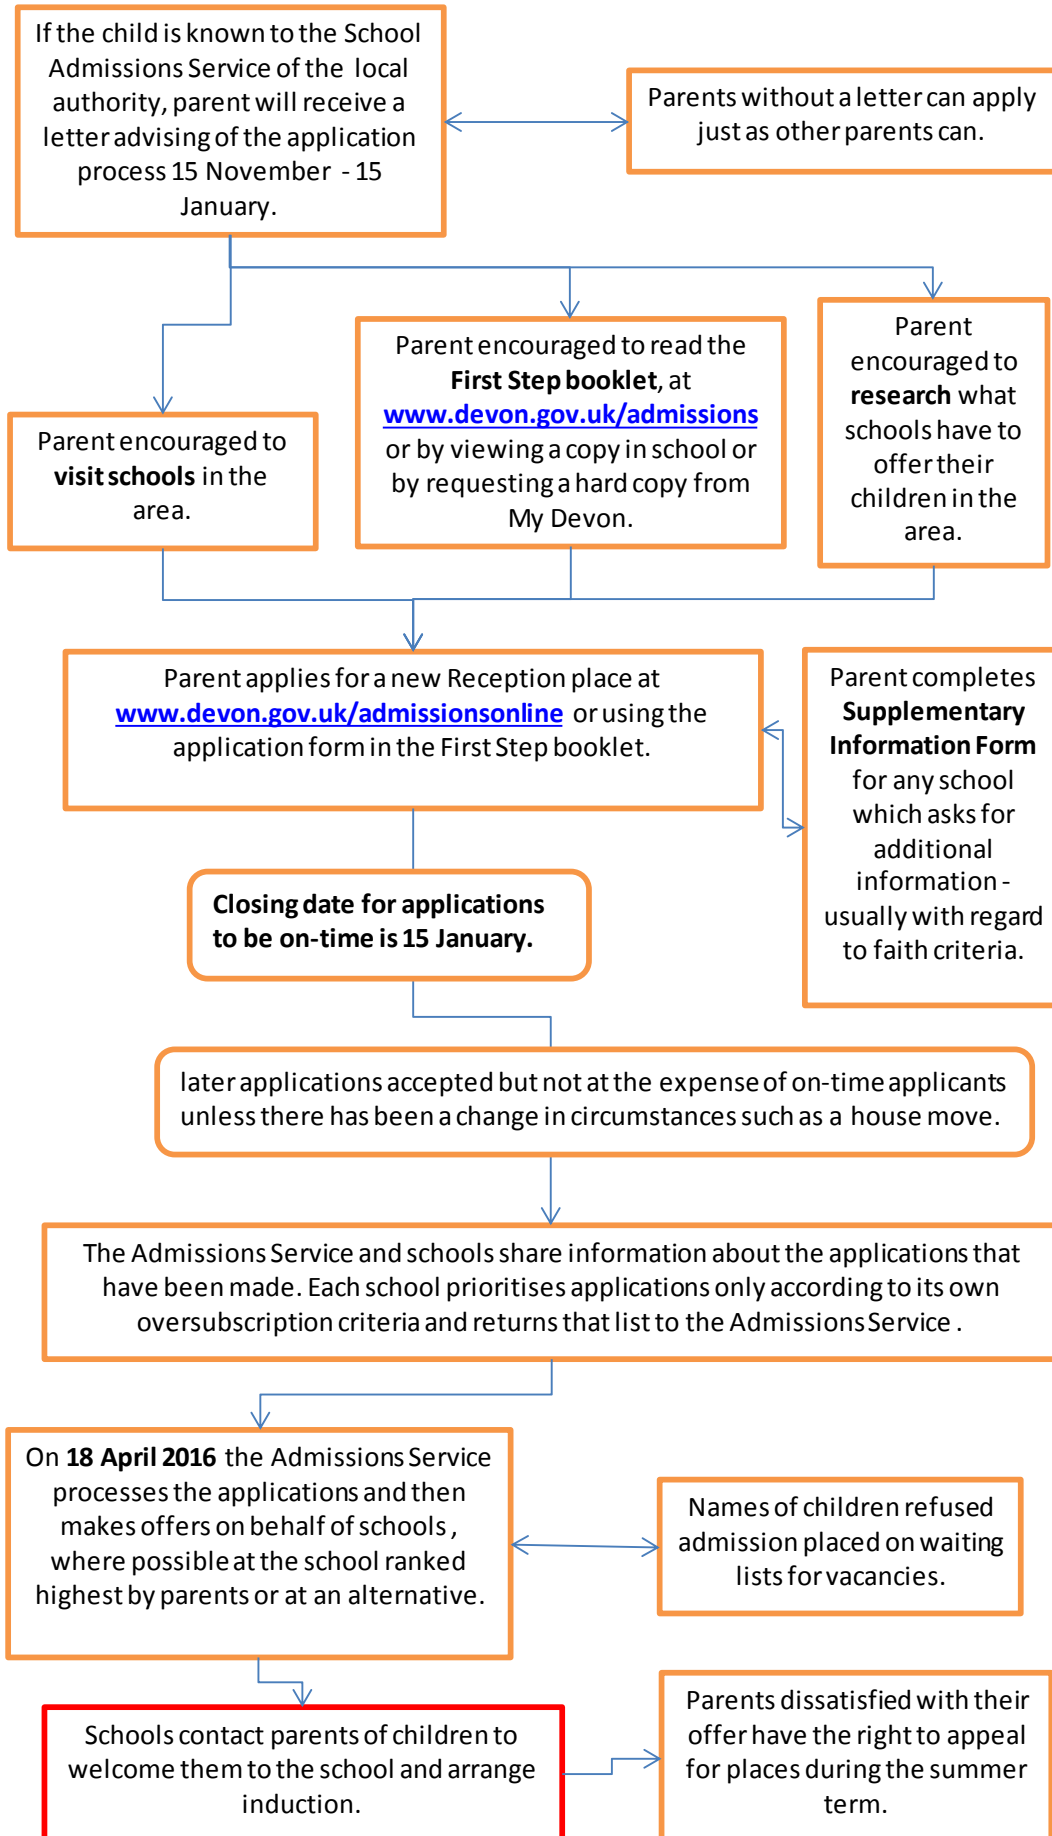 If the child is known to the School
Admissions Service of the local
authority, parent will receive a
letter advising of the application
process 15 November - 15
January.
Parents without a letter can apply
just as other parents can.
Parent encouraged to
visit schools in the
area.
Parent encouraged to read the
First Step booklet, at
www.devon.gov.uk/admissions
or by viewing a copy in school or
by requesting a hard copy from
My Devon.
Parent
encouraged to
research what
schools have to
offer their
children in the
area.
Parent applies for a new Reception place at
www.devon.gov.uk/admissionsonline or using the
application form in the First Step booklet.
Parent completes
Supplementary
Information Form
for any school
which asks for
additional
information -
usually with regard
to faith criteria.
Closing date for applications
to be on-time is 15 January.
later applications accepted but not at the expense of on-time applicants
unless there has been a change in circumstances such as a house move.
The Admissions Service and schools share information about the applications that
have been made. Each school prioritises applications only according to its own
oversubscription criteria and returns that list to the Admissions Service .
On 18 April 2016 the Admissions Service
processes the applications and then
makes offers on behalf of schools ,
where possible at the school ranked
highest by parents or at an alternative.
Names of children refused
admission placed on waiting
lists for vacancies.
Schools contact parents of children to
welcome them to the school and arrange
induction.
Parents dissatisfied with their
offer have the right to appeal
for places during the summer
term.